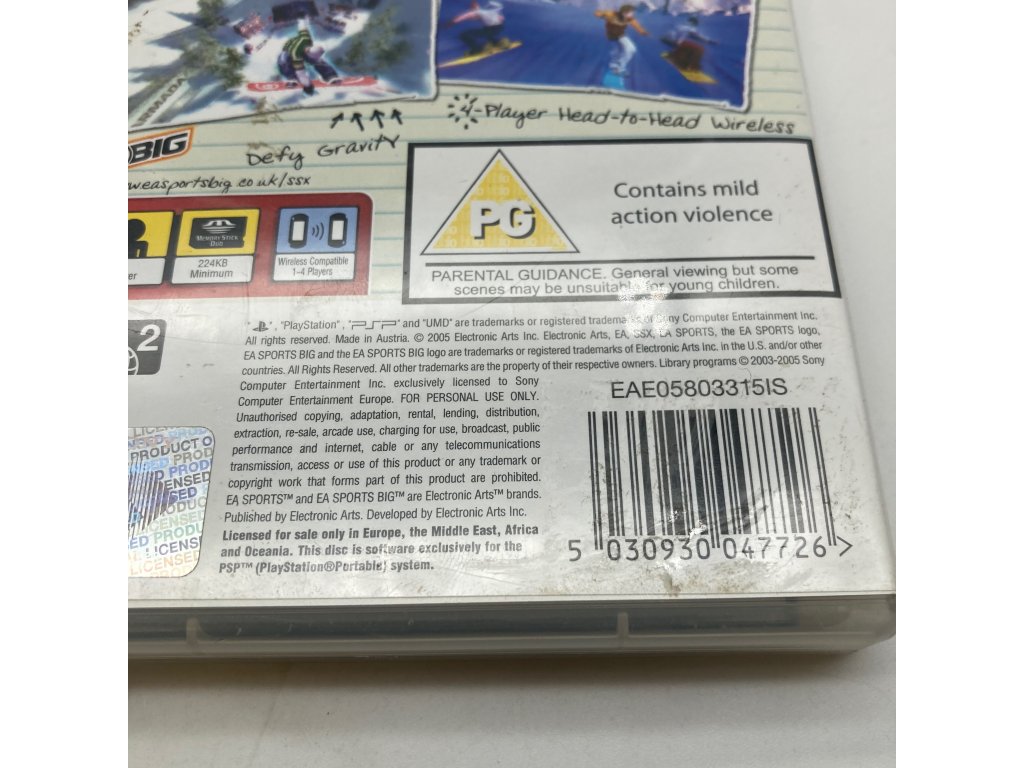 4-Player Head-to-Head Wireless
Defy Gravity
BIG
easportsbig.co.uk/ssx
PG
Contains mild
action violence
PARENTAL GUIDANCE. General viewing but some
scenes may be unsuitable for young children.
MEMORY STICK
DUO
224KB
Minimum
Wireless Compatible
1-4 Players
2
"PlayStation", "PSP" and "UMD" are trademarks or registered trademarks of Sony Computer Entertainment Inc.
All rights reserved. Made in Austria. © 2005 Electronic Arts Inc. Electronic Arts, EA, SSX, EA SPORTS, the EA SPORTS logo,
EA SPORTS BIG and the EA SPORTS BIG logo are trademarks or registered trademarks of Electronic Arts Inc. in the U.S. and/or other
countries. All Rights Reserved. All other trademarks are the property of their respective owners. Library programs © 2003-2005 Sony
Computer Entertainment Inc. exclusively licensed to Sony
Computer Entertainment Europe. FOR PERSONAL USE ONLY.
Unauthorised copying, adaptation, rental, lending, distribution,
extraction, re-sale, arcade use, charging for use, broadcast, public
performance and internet, cable or any telecommunications
transmission, access or use of this product or any trademark or
copyright work that forms part of this product are prohibited.
EA SPORTS™ and EA SPORTS BIG™ are Electronic Arts™ brands.
Published by Electronic Arts. Developed by Electronic Arts Inc.
Licensed for sale only in Europe, the Middle East, Africa
and Oceania. This disc is software exclusively for the
PSP™ (PlayStation®Portable) system.
EAE05803315IS
5 030930 047726 >